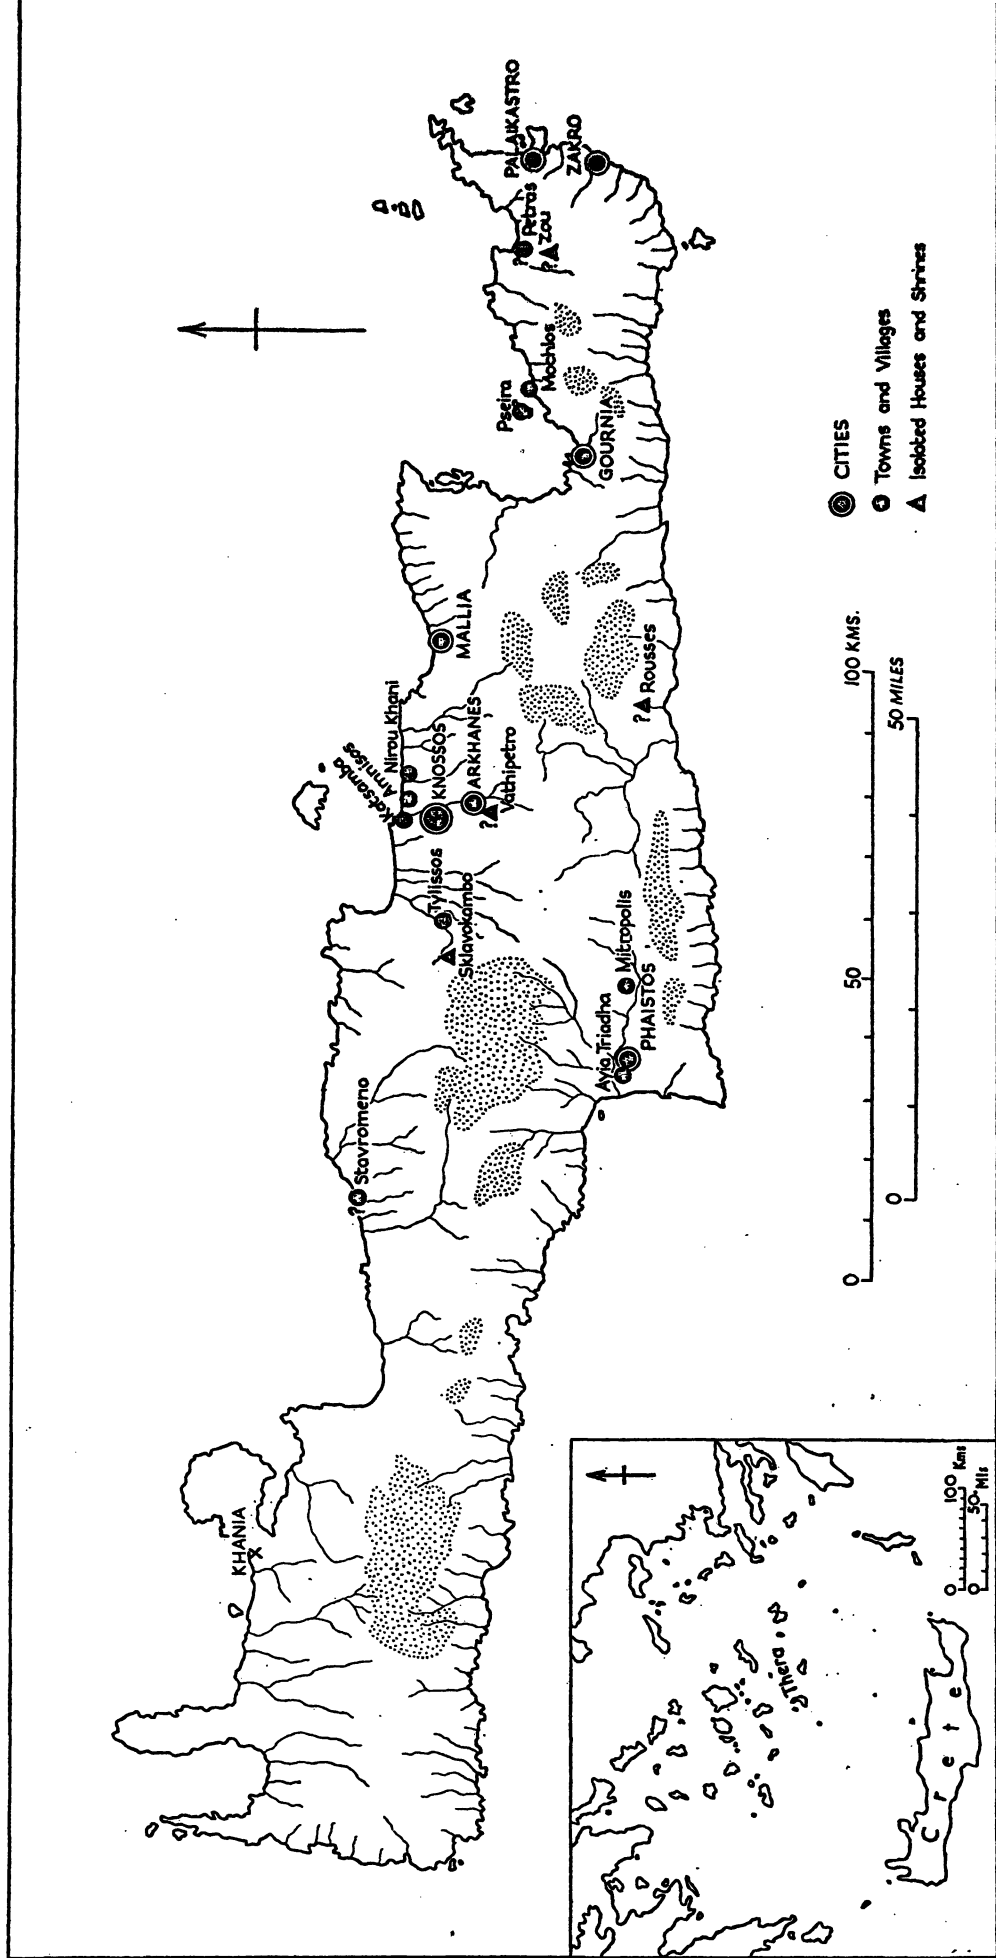 KHANIA
X
? Stavromeno
Sklavokambo
Tylissos
Katsamba
Amnisos
Nirou Khani
KNOSSOS
ARKHANES
? Vathipetro
MALLIA
Ayia Triadha
PHAISTOS
Mitropolis
? Rousses
GOURNIA
Pseira
Mochlos
? Petras
? Zou
PALAIKASTRO
ZAKRO
CITIES
Towns and Villages
Isolated Houses and Shrines
0 50 100 KMS.
0 50 MILES
Thera
Crete
0 100 Kms
0 50 Mls